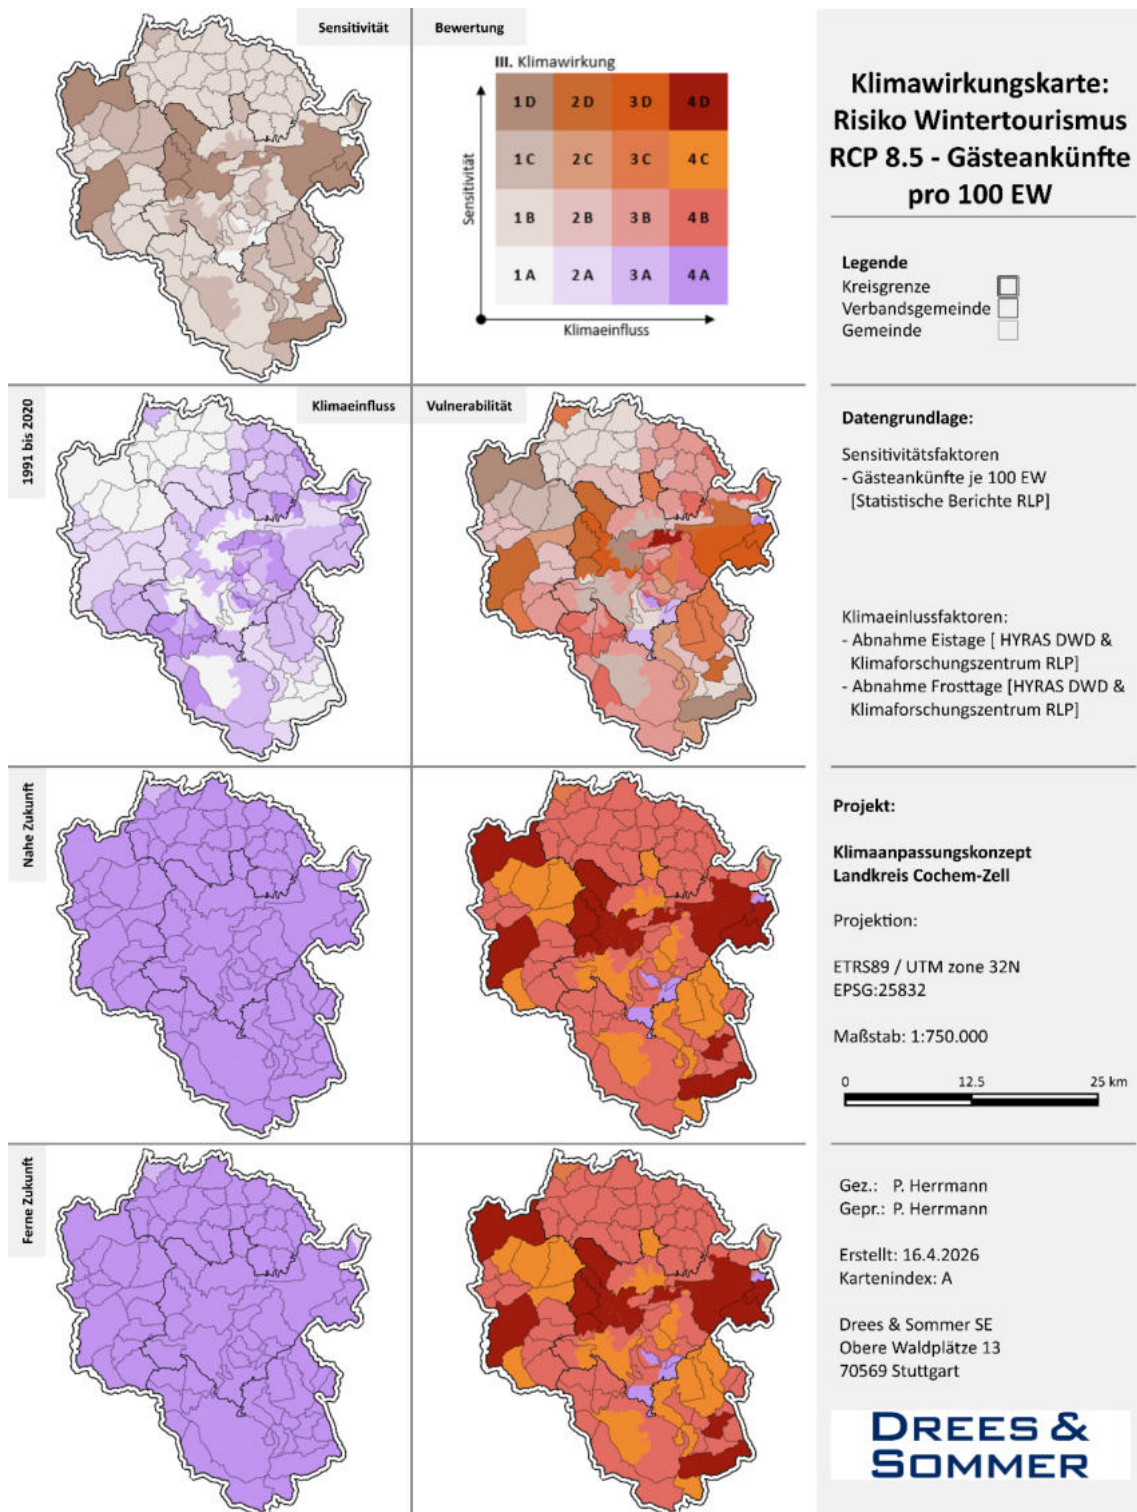 Sensitivität
Bewertung
III. Klimawirkung
1 D
2 D
3 D
4 D
1 C
2 C
3 C
4 C
1 B
2 B
3 B
4 B
1 A
2 A
3 A
4 A
Sensitivität
Klimaeinfluss
Klimawirkungskarte:
Risiko Wintertourismus
RCP 8.5 - Gästeankünfte
pro 100 EW
Legende
Kreisgrenze
Verbandsgemeinde
Gemeinde
1991 bis 2020
Klimaeinfluss
Vulnerabilität
Datengrundlage:
Sensitivitätsfaktoren
- Gästeankünfte je 100 EW
[Statistische Berichte RLP]
Klimaeinlussfaktoren:
- Abnahme Eistage [ HYRAS DWD &
Klimaforschungszentrum RLP]
- Abnahme Frosttage [HYRAS DWD &
Klimaforschungszentrum RLP]
Nahe Zukunft
Projekt:
Klimaanpassungskonzept
Landkreis Cochem-Zell
Projektion:
ETRS89 / UTM zone 32N
EPSG:25832
Maßstab: 1:750.000
0 12.5 25 km
Ferne Zukunft
Gez.: P. Herrmann
Gepr.: P. Herrmann
Erstellt: 16.4.2026
Kartenindex: A
Drees & Sommer SE
Obere Waldplätze 13
70569 Stuttgart
DREES &
SOMMER